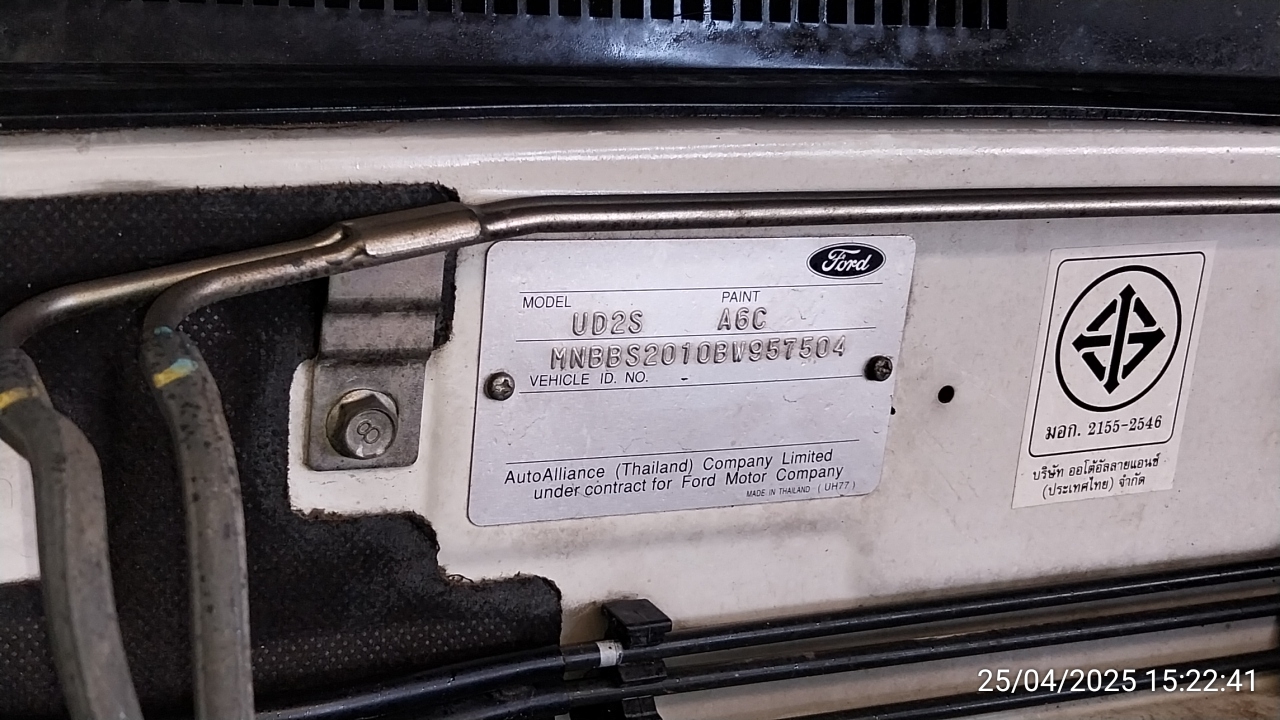 Ford
MODEL PAINT
UD2S A6C
MNBBS2010BW957504
VEHICLE ID. NO.
AutoAlliance (Thailand) Company Limited
under contract for Ford Motor Company
MADE IN THAILAND ( UH77 )
8
มอก. 2155-2546
บริษัท ออโต้อัลลายแอนซ์
(ประเทศไทย) จำกัด
25/04/2025 15:22:41